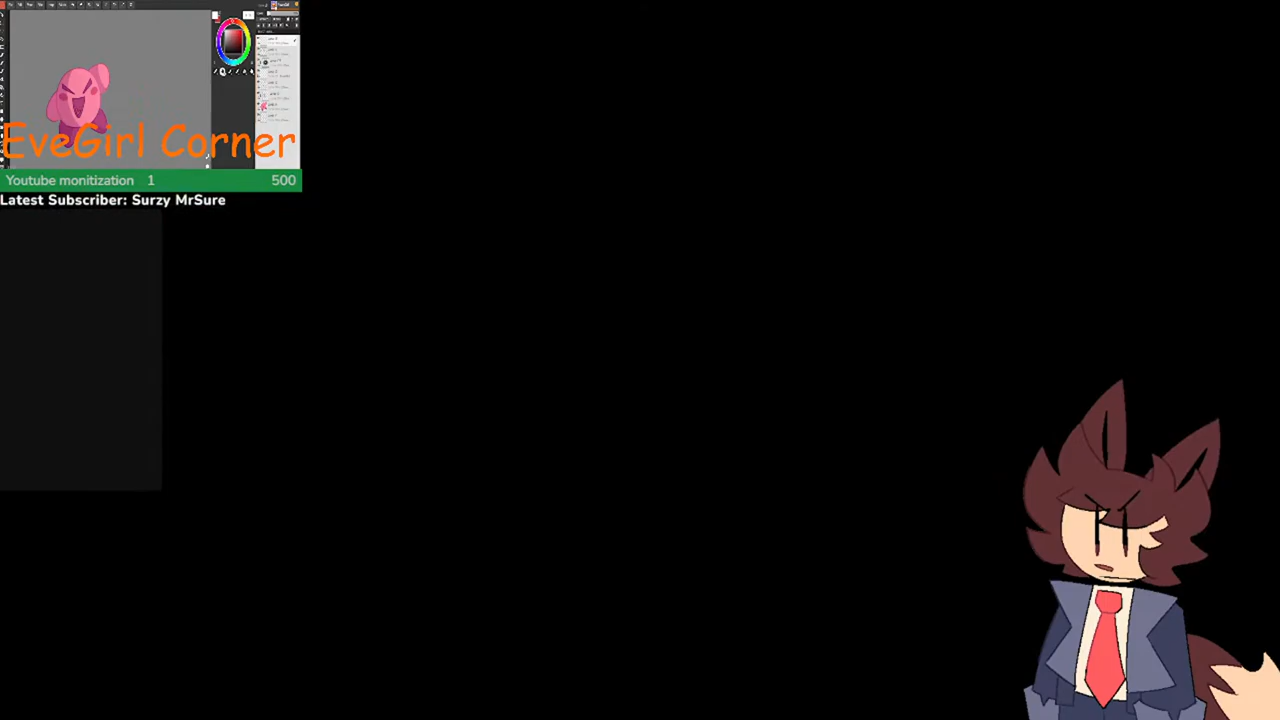 EveGirl Corner
Youtube monitization 1 500
Latest Subscriber: Surzy MrSure